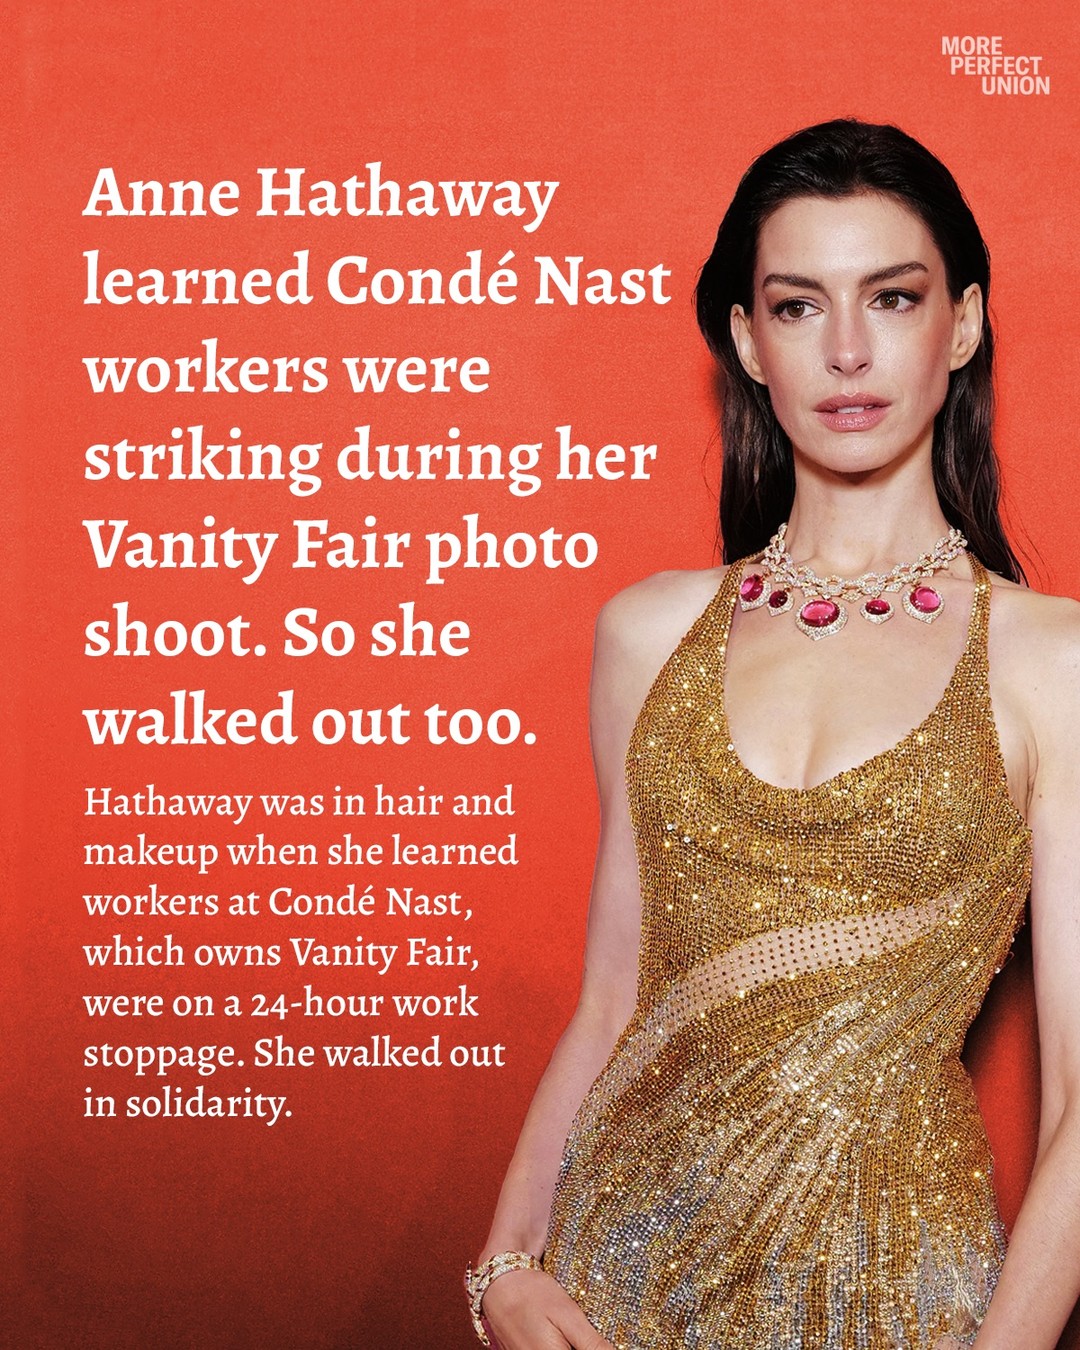 MORE
PERFECT
UNION
Anne Hathaway
learned Condé Nast
workers were
striking during her
Vanity Fair photo
shoot. So she
walked out too.
Hathaway was in hair and
makeup when she learned
workers at Condé Nast,
which owns Vanity Fair,
were on a 24-hour work
stoppage. She walked out
in solidarity.